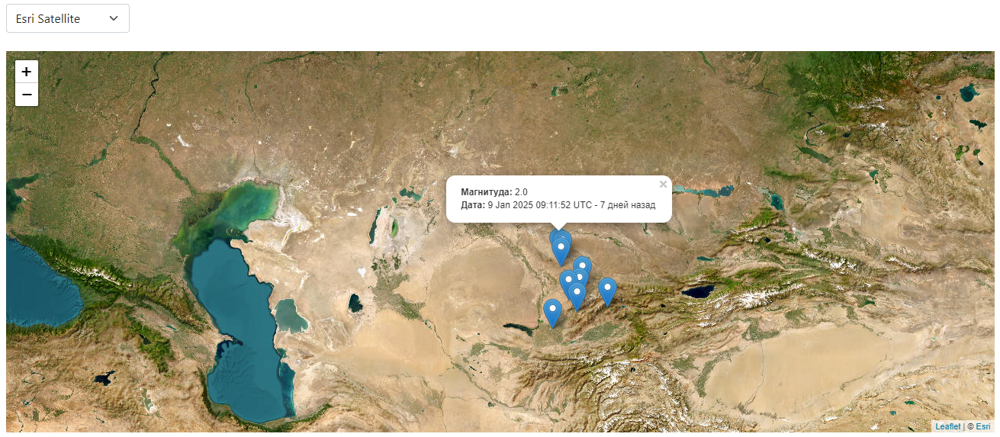 Esri Satellite
+
−
×
Магнитуда: 2.0
Дата: 9 Jan 2025 09:11:52 UTC - 7 дней назад
Leaflet | © Esri